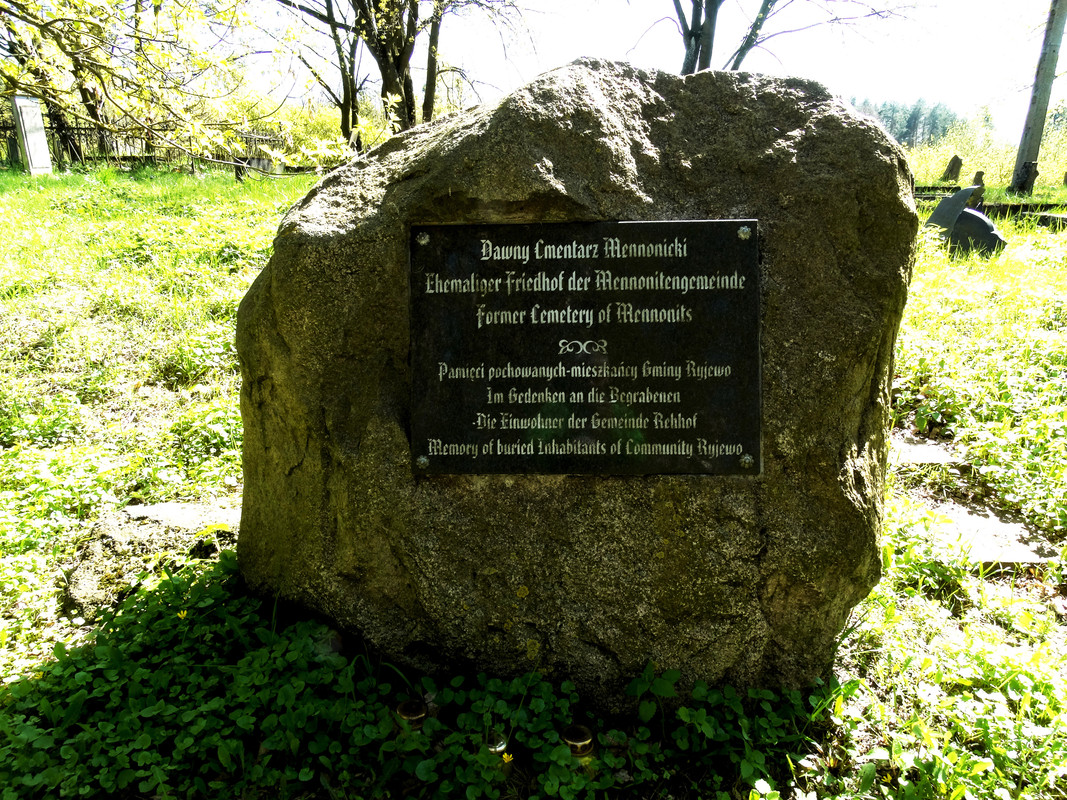 Dawny Cmentarz Mennonicki
Ehemaliger Friedhof der Mennonitengemeinde
Former Cemetery of Mennonits
Pamięci pochowanych-mieszkańcy Gminy Ryjewo
Im Gedenken an die Begrabenen
-Die Einwohner der Gemeinde Rehhof
Memory of buried Inhabitants of Community Ryjewo